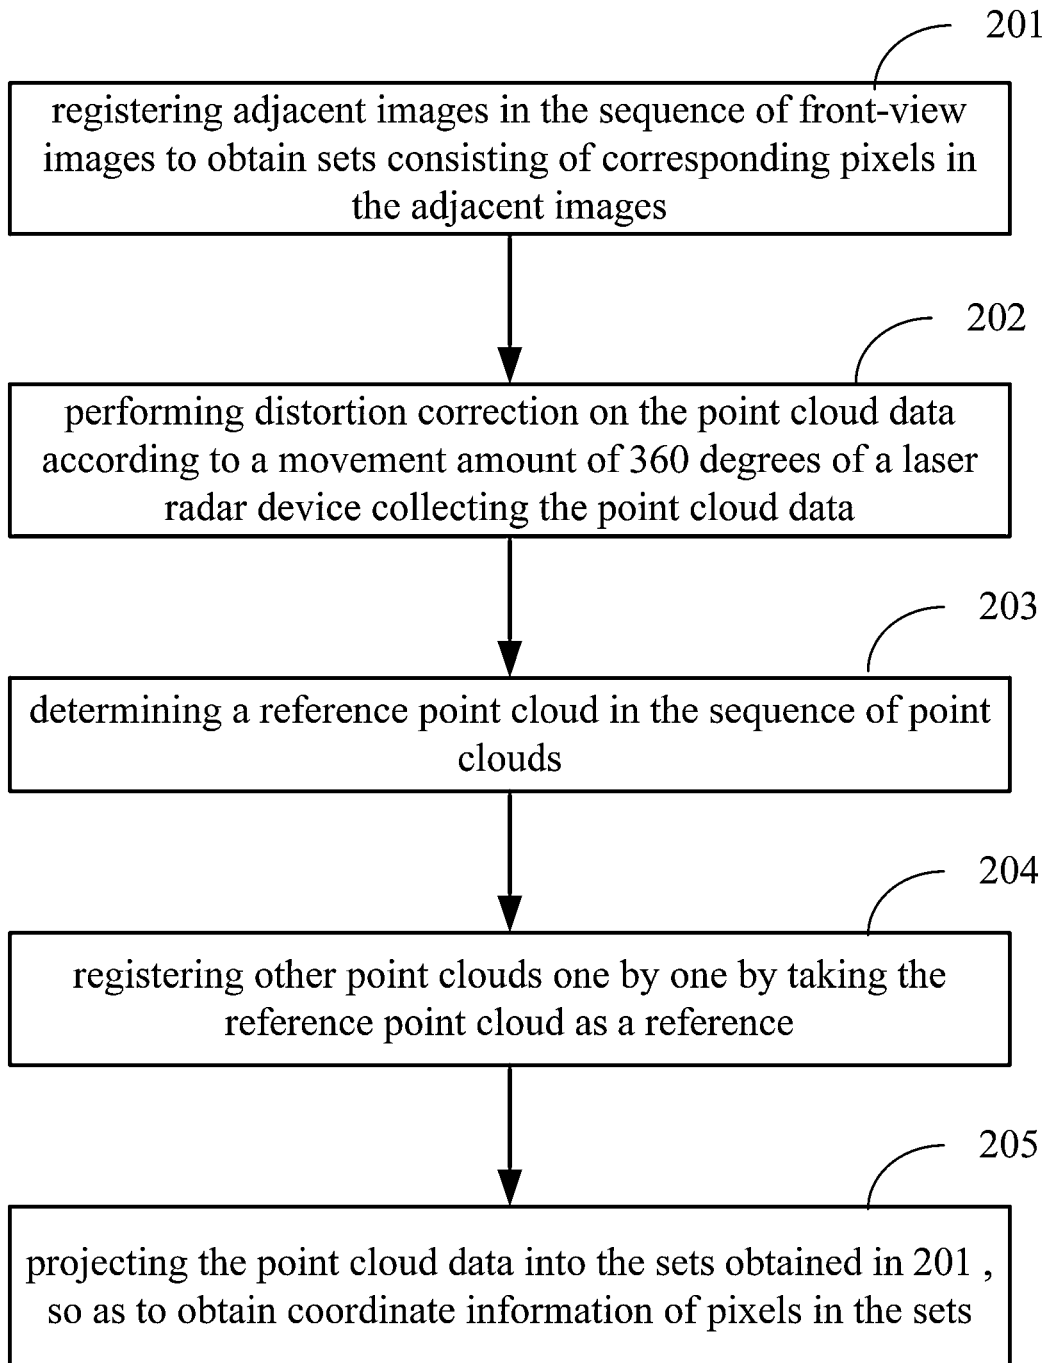 201
registering adjacent images in the sequence of front-view
images to obtain sets consisting of corresponding pixels in
the adjacent images
202
performing distortion correction on the point cloud data
according to a movement amount of 360 degrees of a laser
radar device collecting the point cloud data
203
determining a reference point cloud in the sequence of point
clouds
204
registering other point clouds one by one by taking the
reference point cloud as a reference
205
projecting the point cloud data into the sets obtained in 201 ,
so as to obtain coordinate information of pixels in the sets